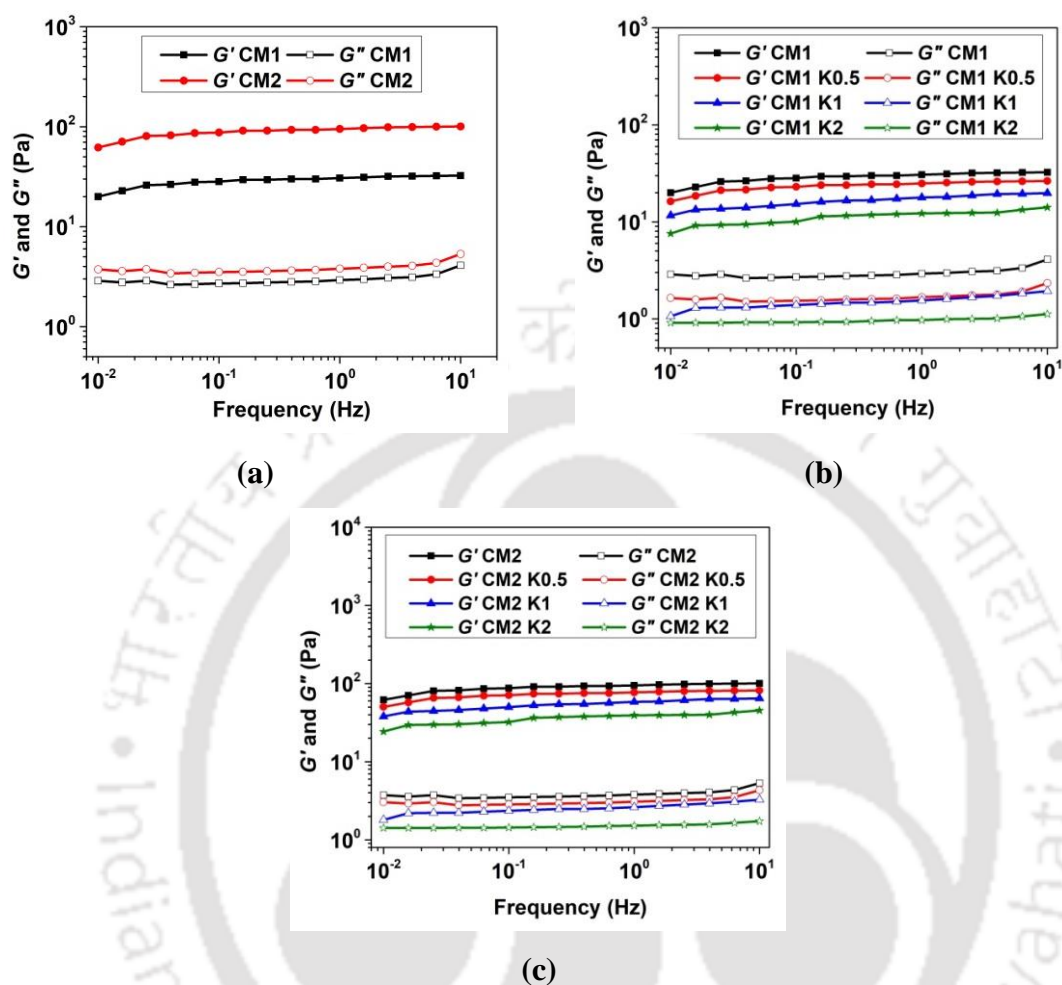 10³
10²
10¹
10⁰
G' and G" (Pa)
G' CM1 G" CM1
G' CM2 G" CM2
10⁻² 10⁻¹ 10⁰ 10¹
Frequency (Hz)
(a)
10³
10²
10¹
10⁰
G' and G" (Pa)
G' CM1 G" CM1
G' CM1 K0.5 G" CM1 K0.5
G' CM1 K1 G" CM1 K1
G' CM1 K2 G" CM1 K2
10⁻² 10⁻¹ 10⁰ 10¹
Frequency (Hz)
(b)
10⁴
10³
10²
10¹
10⁰
G' and G" (Pa)
G' CM2 G" CM2
G' CM2 K0.5 G" CM2 K0.5
G' CM2 K1 G" CM2 K1
G' CM2 K2 G" CM2 K2
10⁻² 10⁻¹ 10⁰ 10¹
Frequency (Hz)
(c)
Indian